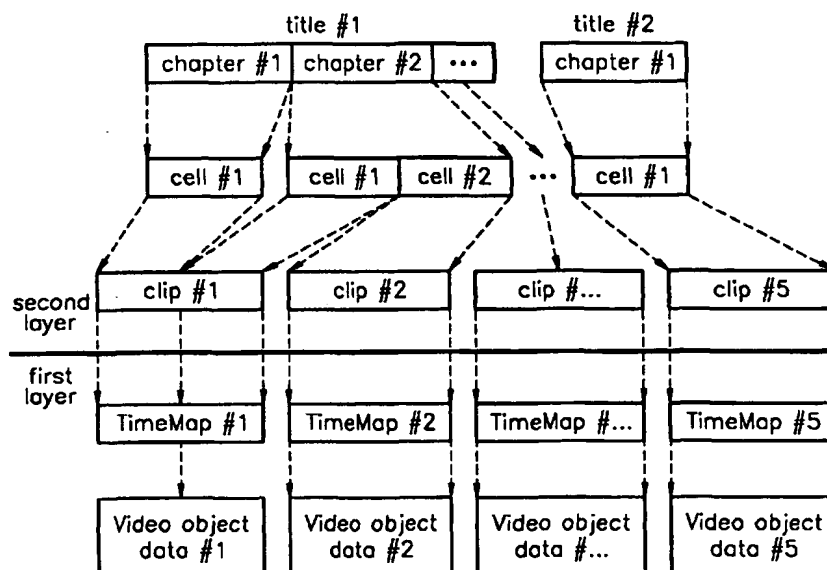 title #1 title #2
chapter #1 chapter #2 ••• chapter #1
cell #1 cell #1 cell #2 ••• cell #1
clip #1 clip #2 clip #... clip #5
second
layer
first
layer
TimeMap #1 TimeMap #2 TimeMap #... TimeMap #5
Video object Video object Video object Video object
data #1 data #2 data #... data #5